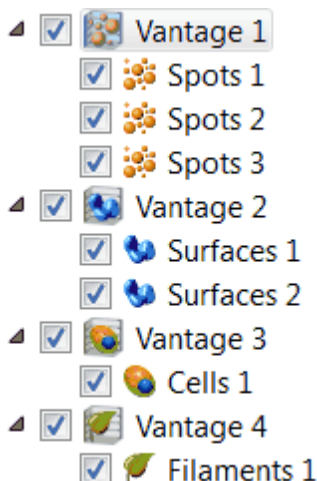 Vantage 1
Spots 1
Spots 2
Spots 3
Vantage 2
Surfaces 1
Surfaces 2
Vantage 3
Cells 1
Vantage 4
Filaments 1